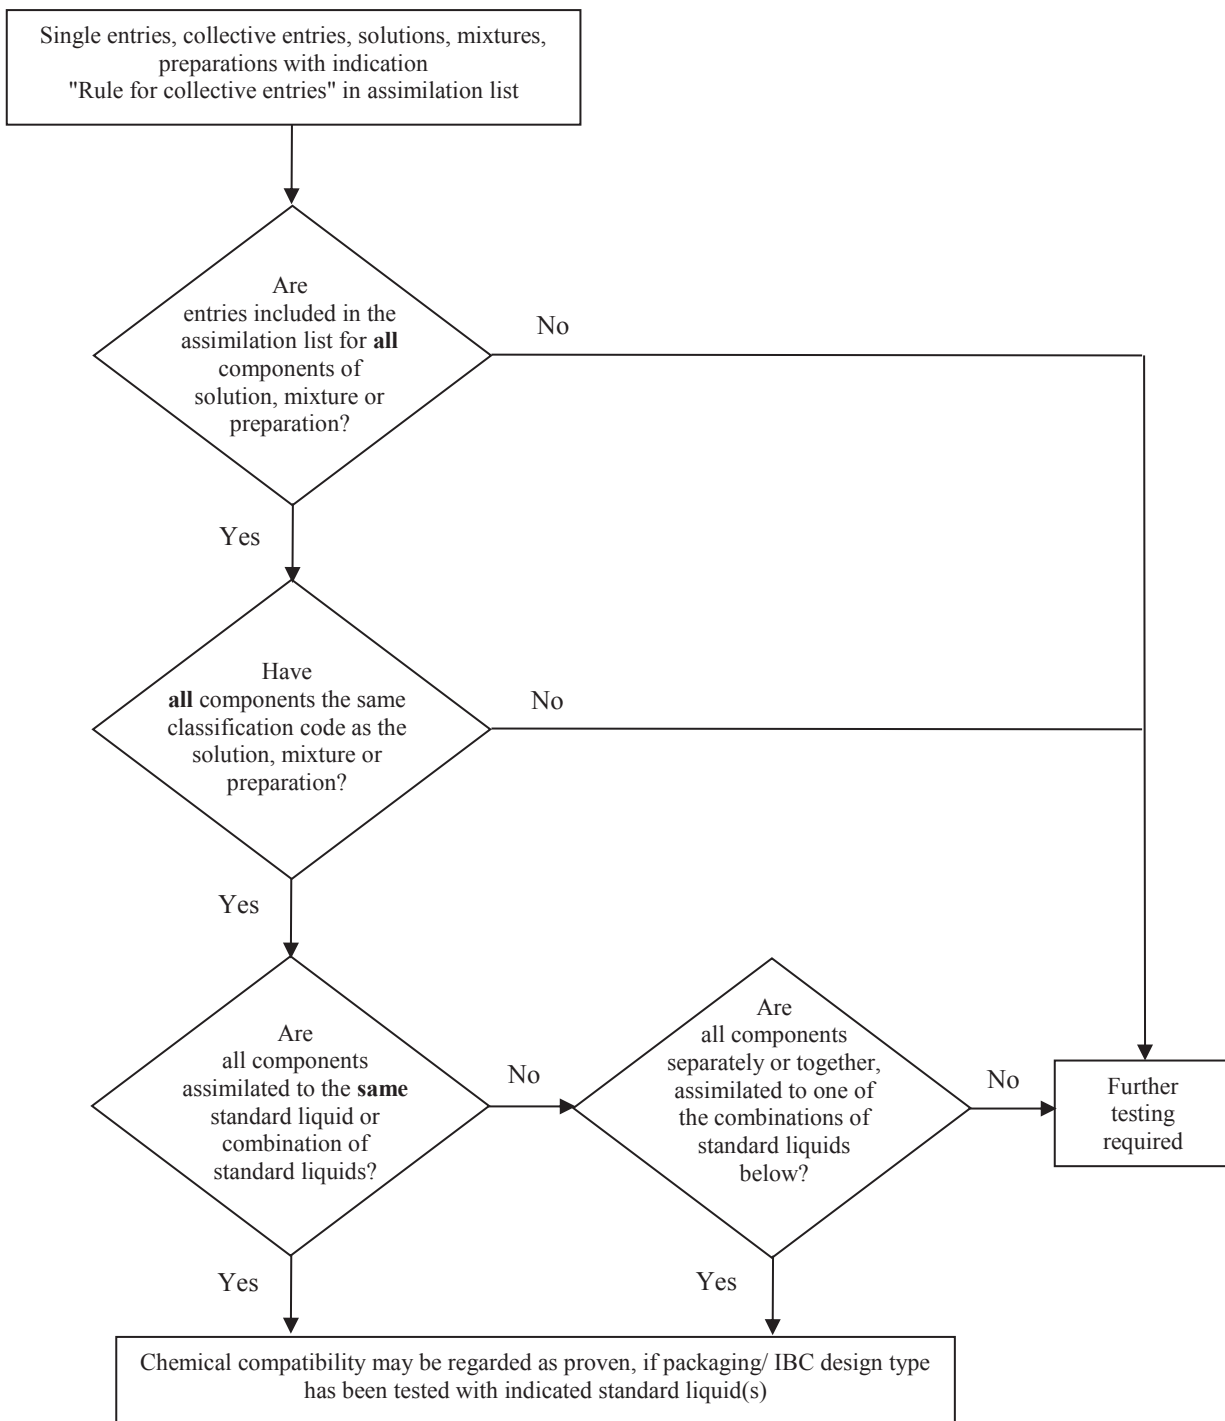 Single entries, collective entries, solutions, mixtures,
preparations with indication
"Rule for collective entries" in assimilation list
Are
entries included in the
assimilation list for all
components of
solution, mixture or
preparation?
No
Yes
Have
all components the same
classification code as the
solution, mixture or
preparation?
No
Yes
Are
all components
assimilated to the same
standard liquid or
combination of
standard liquids?
No
Are
all components
separately or together,
assimilated to one of
the combinations of
standard liquids
below?
No
Further
testing
required
Yes
Yes
Chemical compatibility may be regarded as proven, if packaging/ IBC design type
has been tested with indicated standard liquid(s)